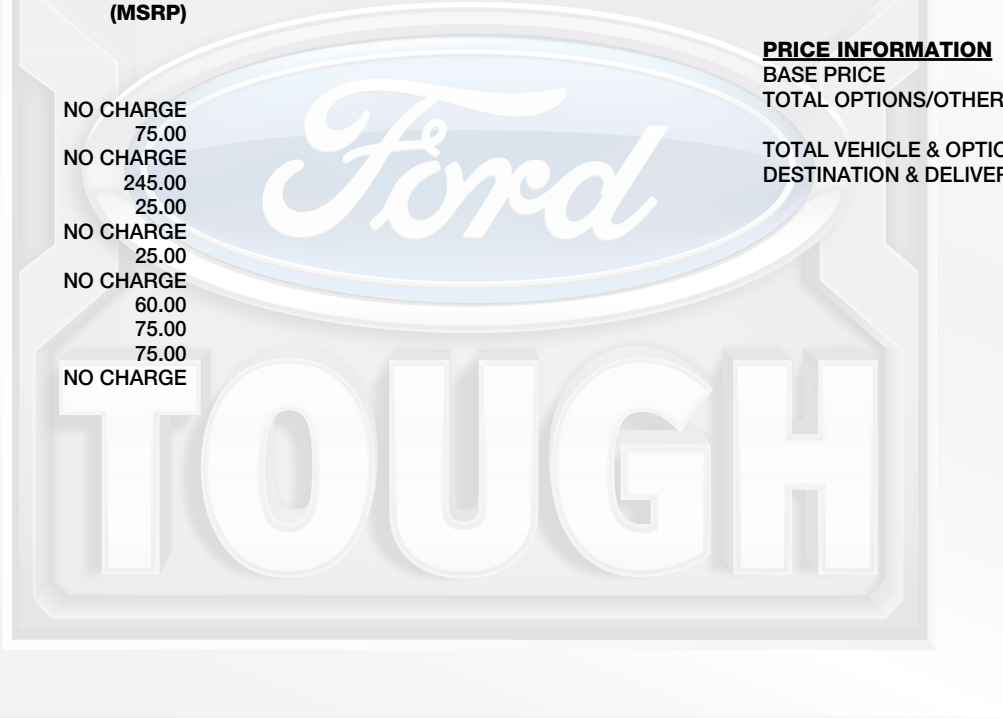 (MSRP)
NO CHARGE
75.00
NO CHARGE
245.00
25.00
NO CHARGE
25.00
NO CHARGE
60.00
75.00
75.00
NO CHARGE
PRICE INFORMATION
BASE PRICE
TOTAL OPTIONS/OTHER
TOTAL VEHICLE & OPTIO
DESTINATION & DELIVER
Ford
TOUGH